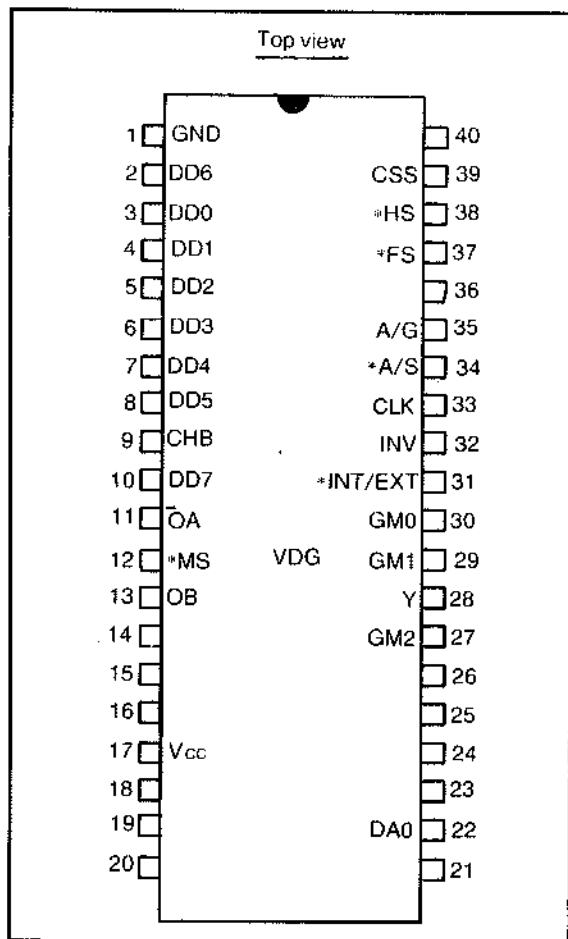 Top view
1 GND 40
2 DD6 CSS 39
3 DD0 *HS 38
4 DD1 *FS 37
5 DD2 36
6 DD3 A/G 35
7 DD4 *A/S 34
8 DD5 CLK 33
9 CHB INV 32
10 DD7 *INT/EXT 31
11 ŌA GM0 30
12 *MS VDG GM1 29
13 OB Y 28
14 GM2 27
15 26
16 25
17 Vcc 24
18 23
19 DA0 22
20 21